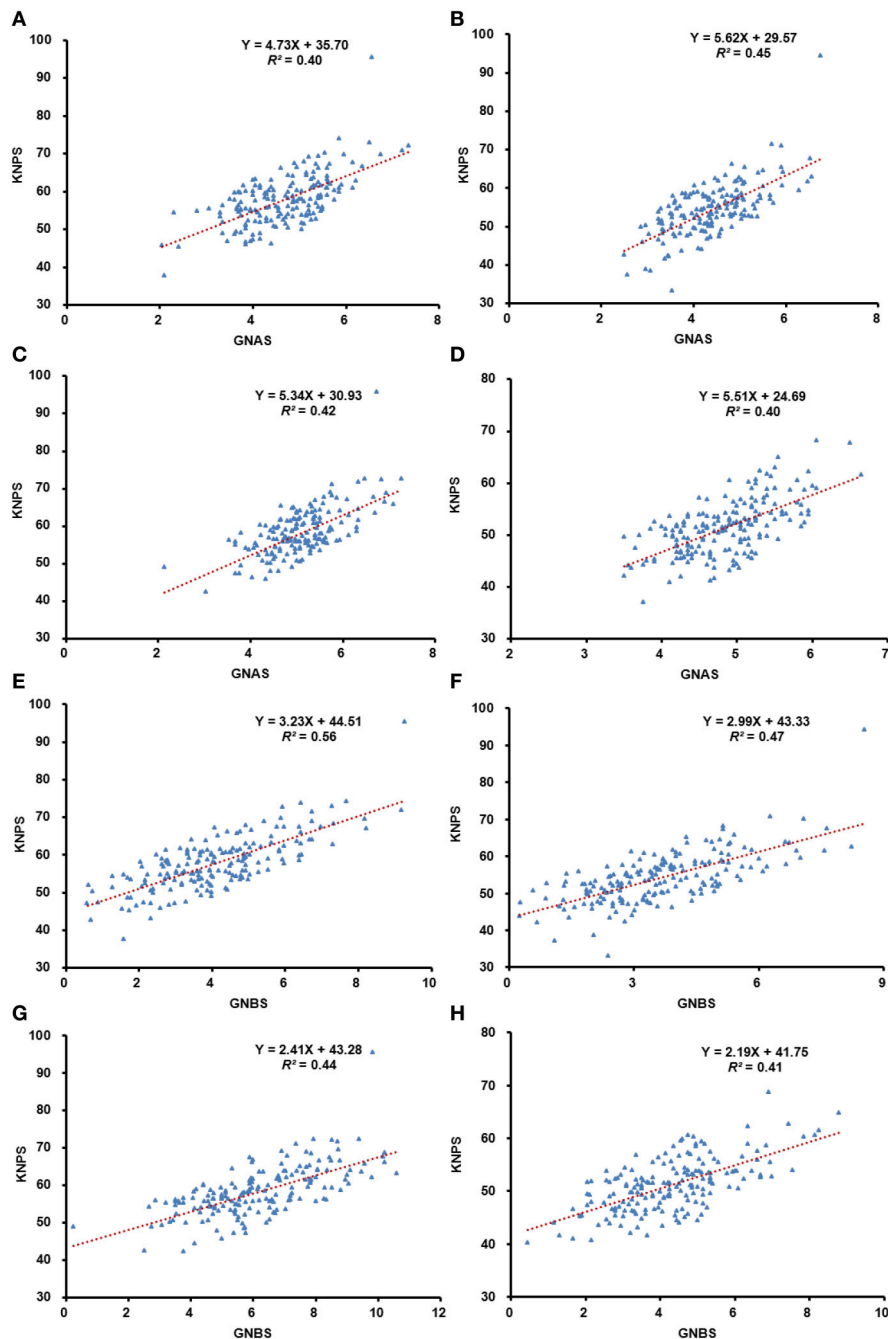 A
Y = 4.73X + 35.70
R² = 0.40
KNPS
100
90
80
70
60
50
40
30
0
2
4
6
8
GNAS
B
Y = 5.62X + 29.57
R² = 0.45
KNPS
100
90
80
70
60
50
40
30
0
2
4
6
8
GNAS
C
Y = 5.34X + 30.93
R² = 0.42
KNPS
100
90
80
70
60
50
40
30
0
2
4
6
8
GNAS
D
Y = 5.51X + 24.69
R² = 0.40
KNPS
80
70
60
50
40
30
2
3
4
5
6
7
GNAS
E
Y = 3.23X + 44.51
R² = 0.56
KNPS
100
90
80
70
60
50
40
30
0
2
4
6
8
10
GNBS
F
Y = 2.99X + 43.33
R² = 0.47
KNPS
100
90
80
70
60
50
40
30
0
3
6
9
GNBS
G
Y = 2.41X + 43.28
R² = 0.44
KNPS
100
90
80
70
60
50
40
30
0
2
4
6
8
10
12
GNBS
H
Y = 2.19X + 41.75
R² = 0.41
KNPS
80
70
60
50
40
30
0
2
4
6
8
10
GNBS